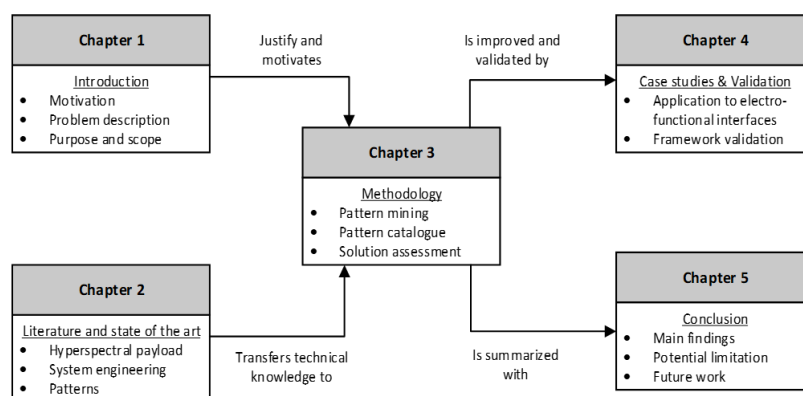 Chapter 1
Introduction
• Motivation
• Problem description
• Purpose and scope
Justify and
motivates
Is improved and
validated by
Chapter 4
Case studies & Validation
• Application to electro-
functional interfaces
• Framework validation
Chapter 3
Methodology
• Pattern mining
• Pattern catalogue
• Solution assessment
Chapter 2
Literature and state of the art
• Hyperspectral payload
• System engineering
• Patterns
Transfers technical
knowledge to
Is summarized
with
Chapter 5
Conclusion
• Main findings
• Potential limitation
• Future work